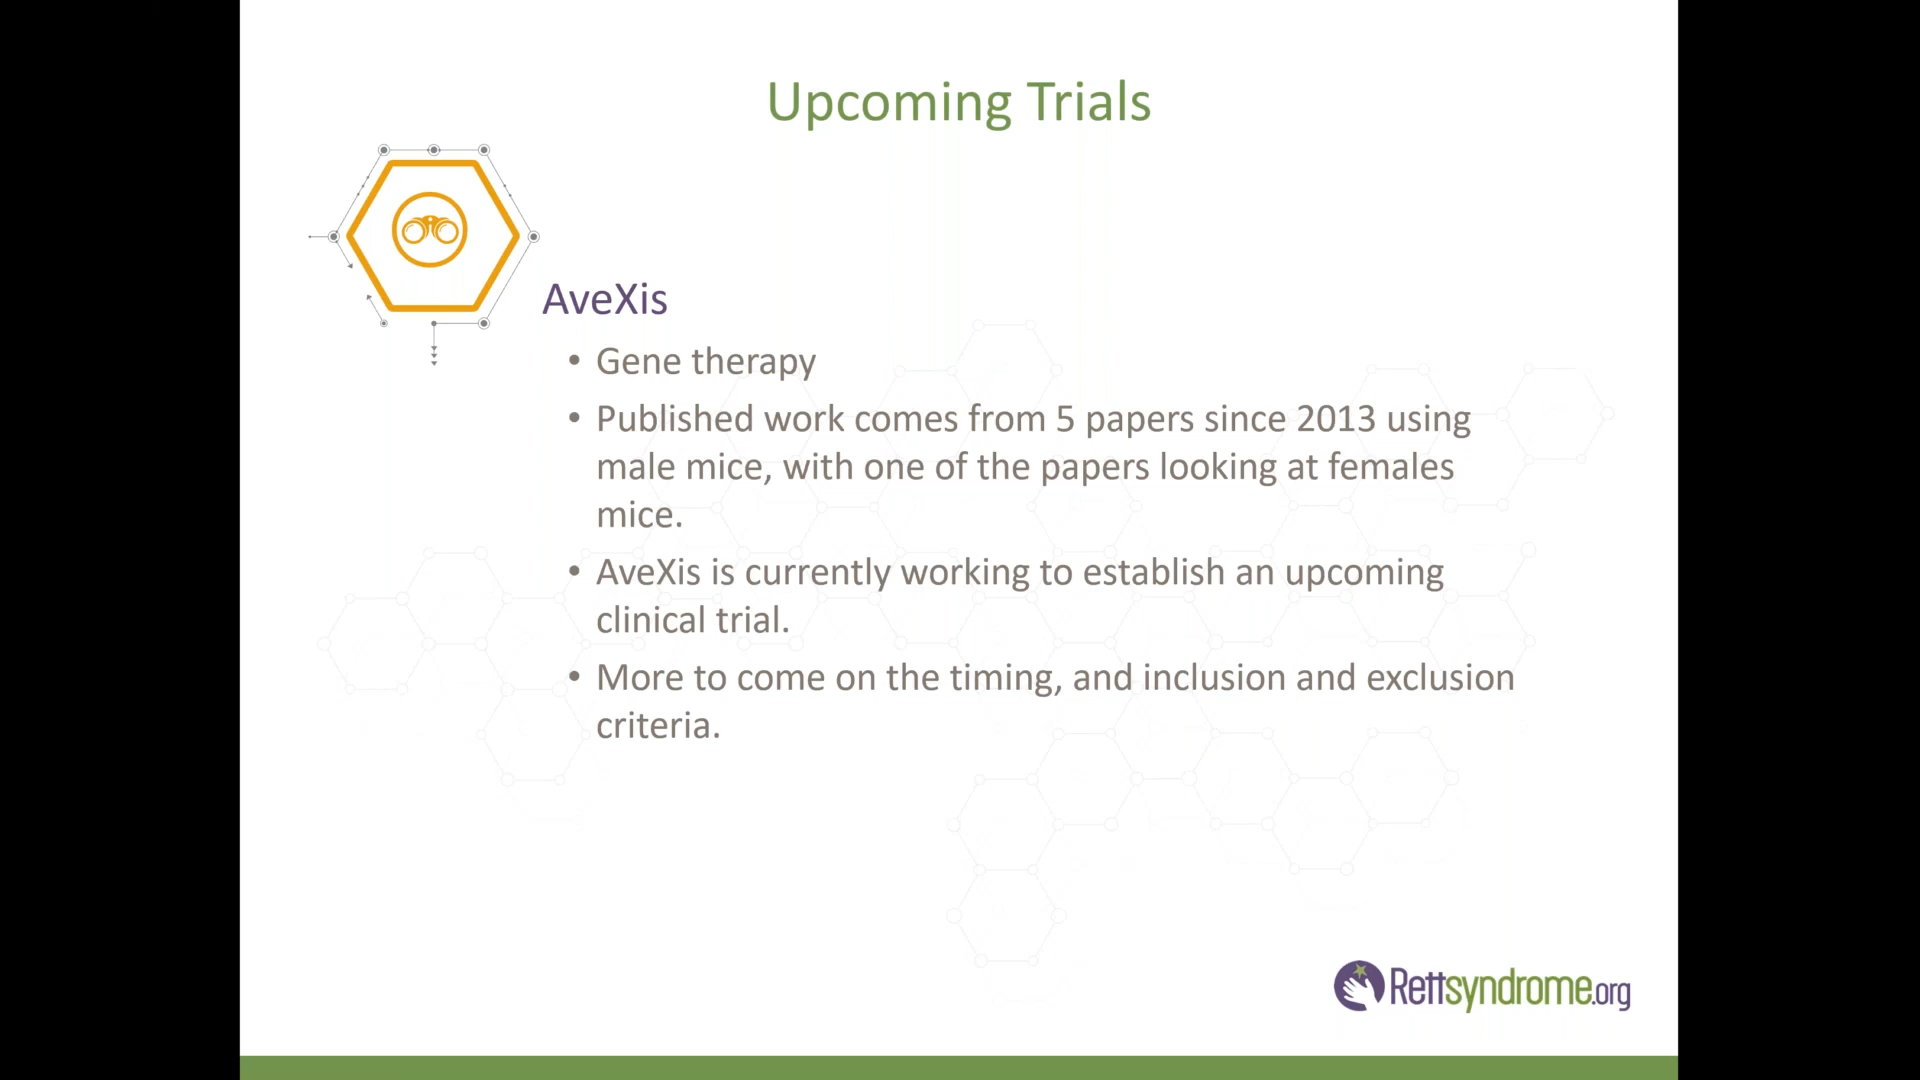 Upcoming Trials
AveXis
• Gene therapy
• Published work comes from 5 papers since 2013 using
male mice, with one of the papers looking at females
mice.
• AveXis is currently working to establish an upcoming
clinical trial.
• More to come on the timing, and inclusion and exclusion
criteria.
Rettsyndrome.org